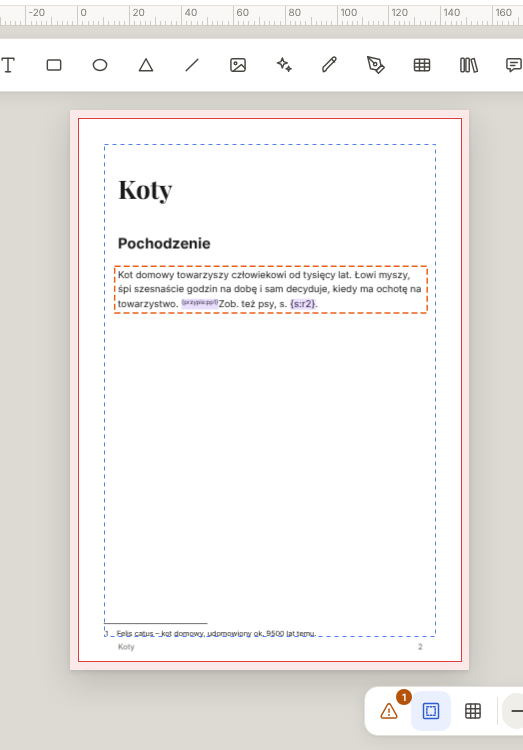 -20 0 20 40 60 80 100 120 140 160
T
Koty
Pochodzenie
Kot domowy towarzyszy człowiekowi od tysięcy lat. Łowi myszy,
śpi szesnaście godzin na dobę i sam decyduje, kiedy ma ochotę na
towarzystwo. {przypis:pp1}Zob. też psy, s. {s:r2}.
1 Felis catus – kot domowy, udomowiony ok. 9500 lat temu.
Koty 2
1